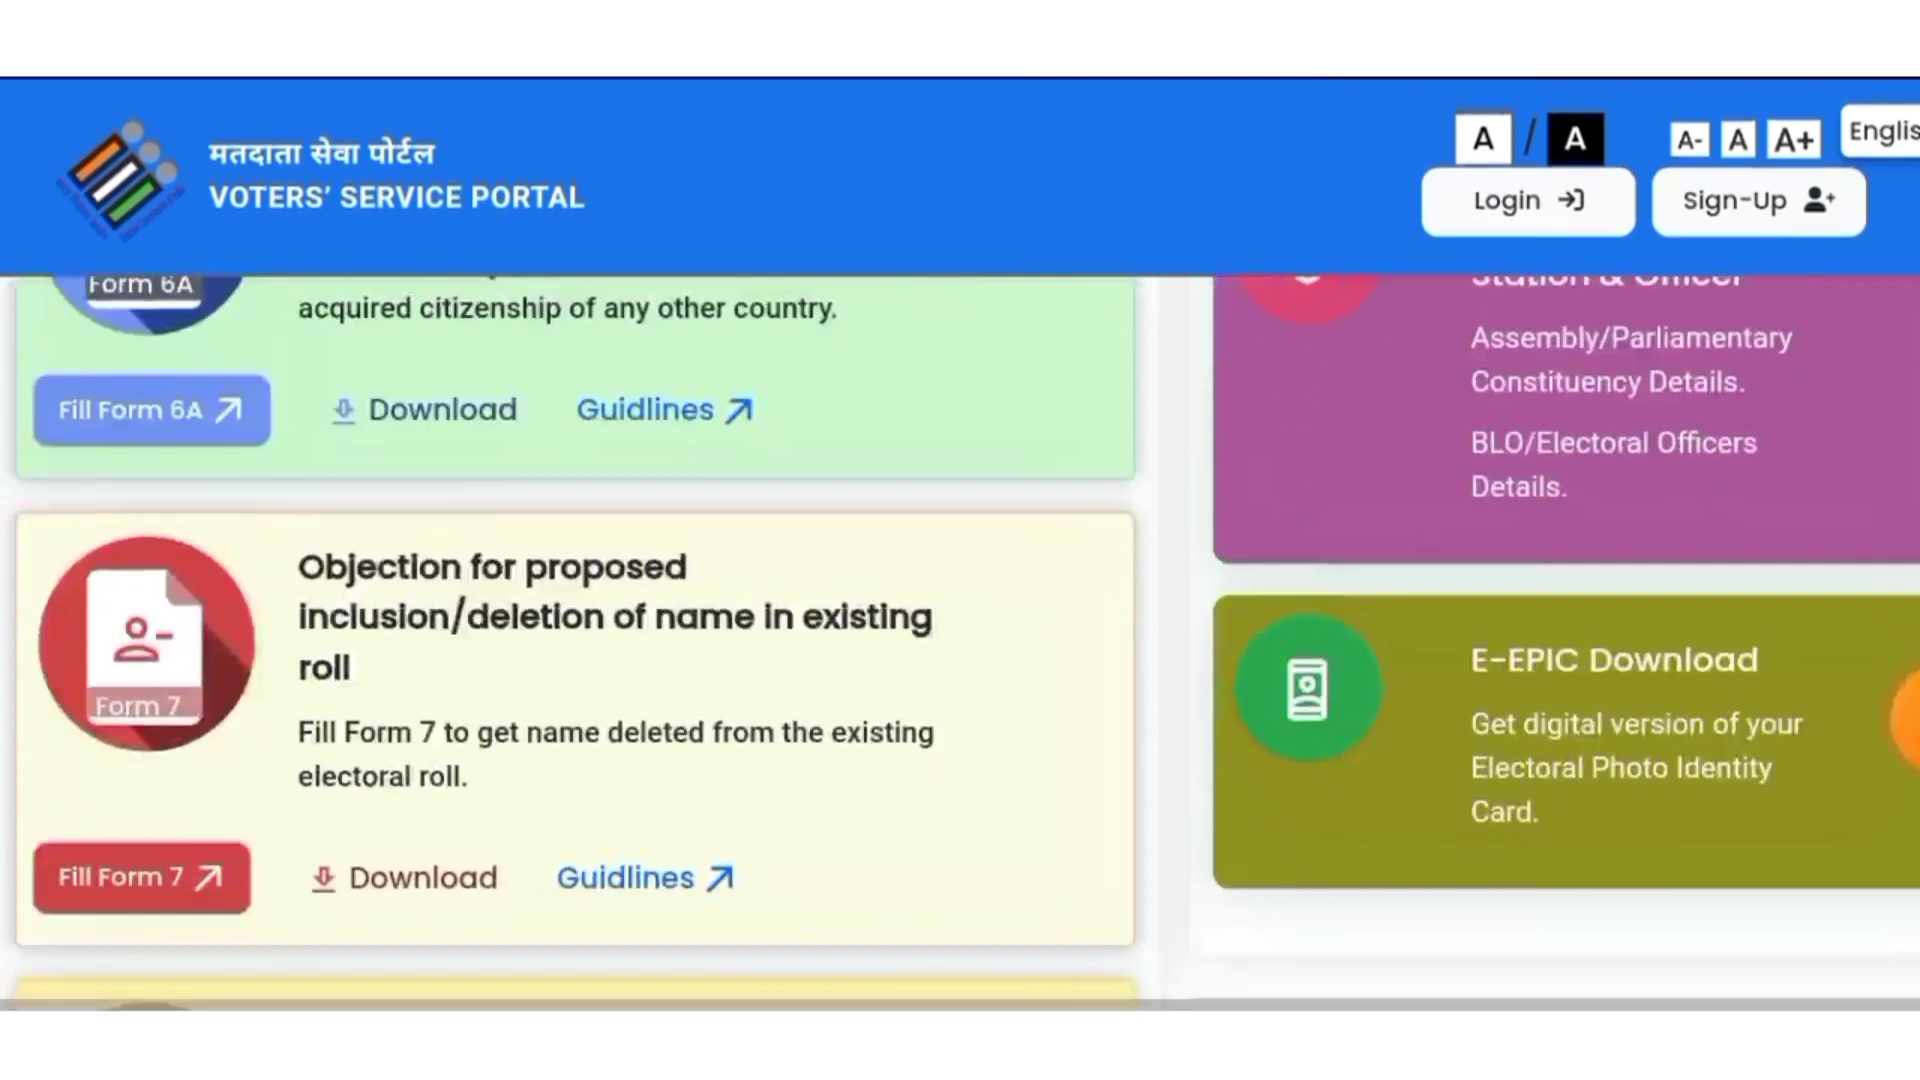 मतदाता सेवा पोर्टल
VOTERS' SERVICE PORTAL
A / A
A- A A+
Englis
Login
Sign-Up
Form 6A
acquired citizenship of any other country.
Fill Form 6A
Download
Guidlines
Form 7
Objection for proposed
inclusion/deletion of name in existing
roll
Fill Form 7 to get name deleted from the existing
electoral roll.
Fill Form 7
Download
Guidlines
Station & Officer
Assembly/Parliamentary
Constituency Details.
BLO/Electoral Officers
Details.
E-EPIC Download
Get digital version of your
Electoral Photo Identity
Card.